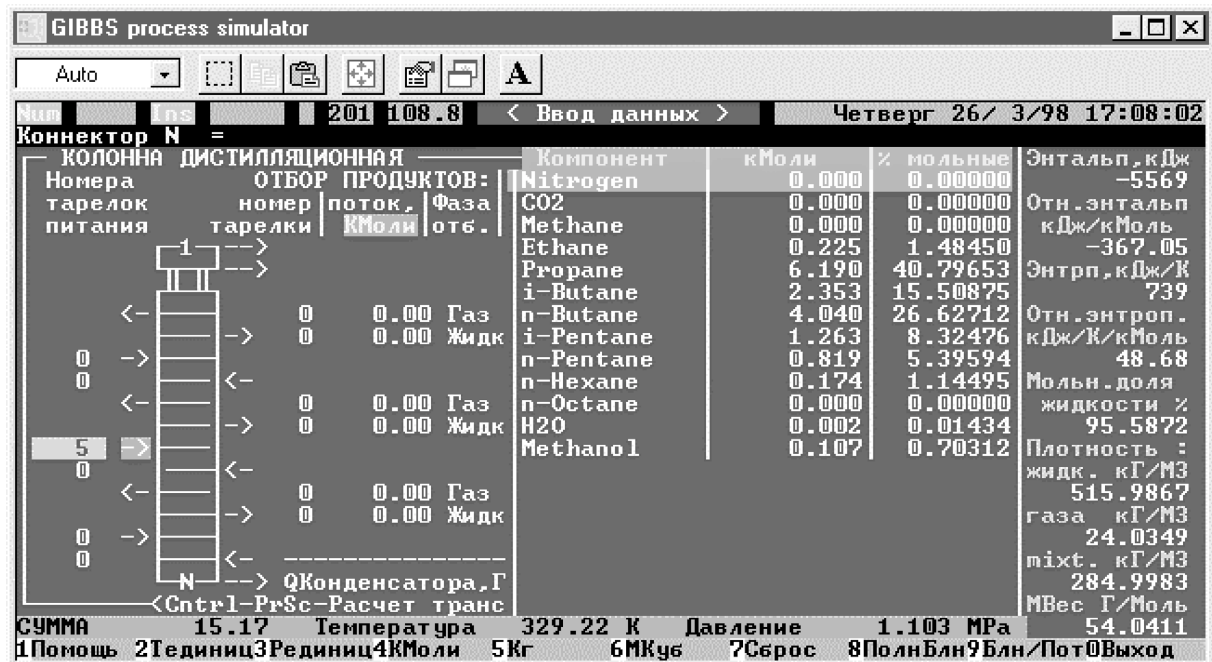 GIBBS process simulator
Auto
A
Num Ins 201 108.8 < Ввод данных > Четверг 26/ 3/98 17:08:02
Коннектор N =
КОЛОННА ДИСТИЛЛЯЦИОННАЯ Компонент кМоли % мольные Энтальп,кДж
Номера ОТБОР ПРОДУКТОВ: Nitrogen 0.000 0.00000 -5569
тарелок номер поток, Фаза CO2 0.000 0.00000 Отн.энтальп
питания тарелки КМоли отб. Methane 0.000 0.00000 кДж/кМоль
1 --> Ethane 0.225 1.48450 -367.05
--> Propane 6.190 40.79653 Энтрп,кДж/К
i-Butane 2.353 15.50875 739
<- 0 0.00 Газ n-Butane 4.040 26.62712 Отн.энтроп.
-> 0 0.00 Жидк i-Pentane 1.263 8.32476 кДж/К/кМоль
0 -> n-Pentane 0.819 5.39594 48.68
0 <- n-Hexane 0.174 1.14495 Мольн.доля
<- 0 0.00 Газ n-Octane 0.000 0.00000 жидкости %
-> 0 0.00 Жидк H2O 0.002 0.01434 95.5872
5 -> Methanol 0.107 0.70312 Плотность :
0 <- жидк. кГ/М3
<- 0 0.00 Газ 515.9867
-> 0 0.00 Жидк газа кГ/М3
0 -> 24.0349
0 <- mixt. кГ/М3
N --> QКонденсатора,Г 284.9983
<Cntrl-PrSc-Расчет транс МВес Г/Моль
СУММА 15.17 Температура 329.22 К Давление 1.103 МПа 54.0411
1Помощь 2Тединиц3Рединиц4КМоли 5Кг 6МКуб 7Сброс 8ПолнБлн9Блн/Пот0Выход